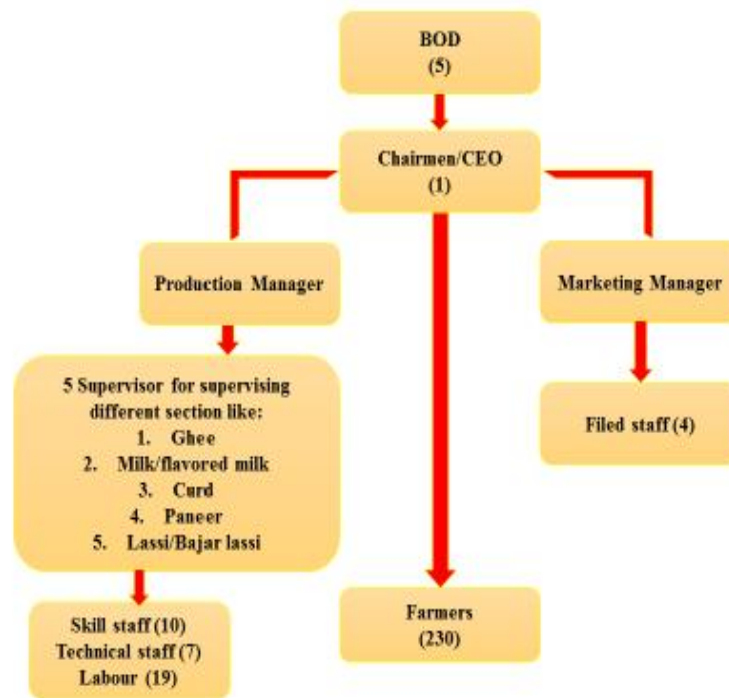 BOD
(5)
Chairmen/CEO
(1)
Production Manager
Marketing Manager
5 Supervisor for supervising
different section like:
1. Ghee
2. Milk/flavored milk
3. Curd
4. Paneer
5. Lassi/Bajar lassi
Filed staff (4)
Skill staff (10)
Technical staff (7)
Labour (19)
Farmers
(230)